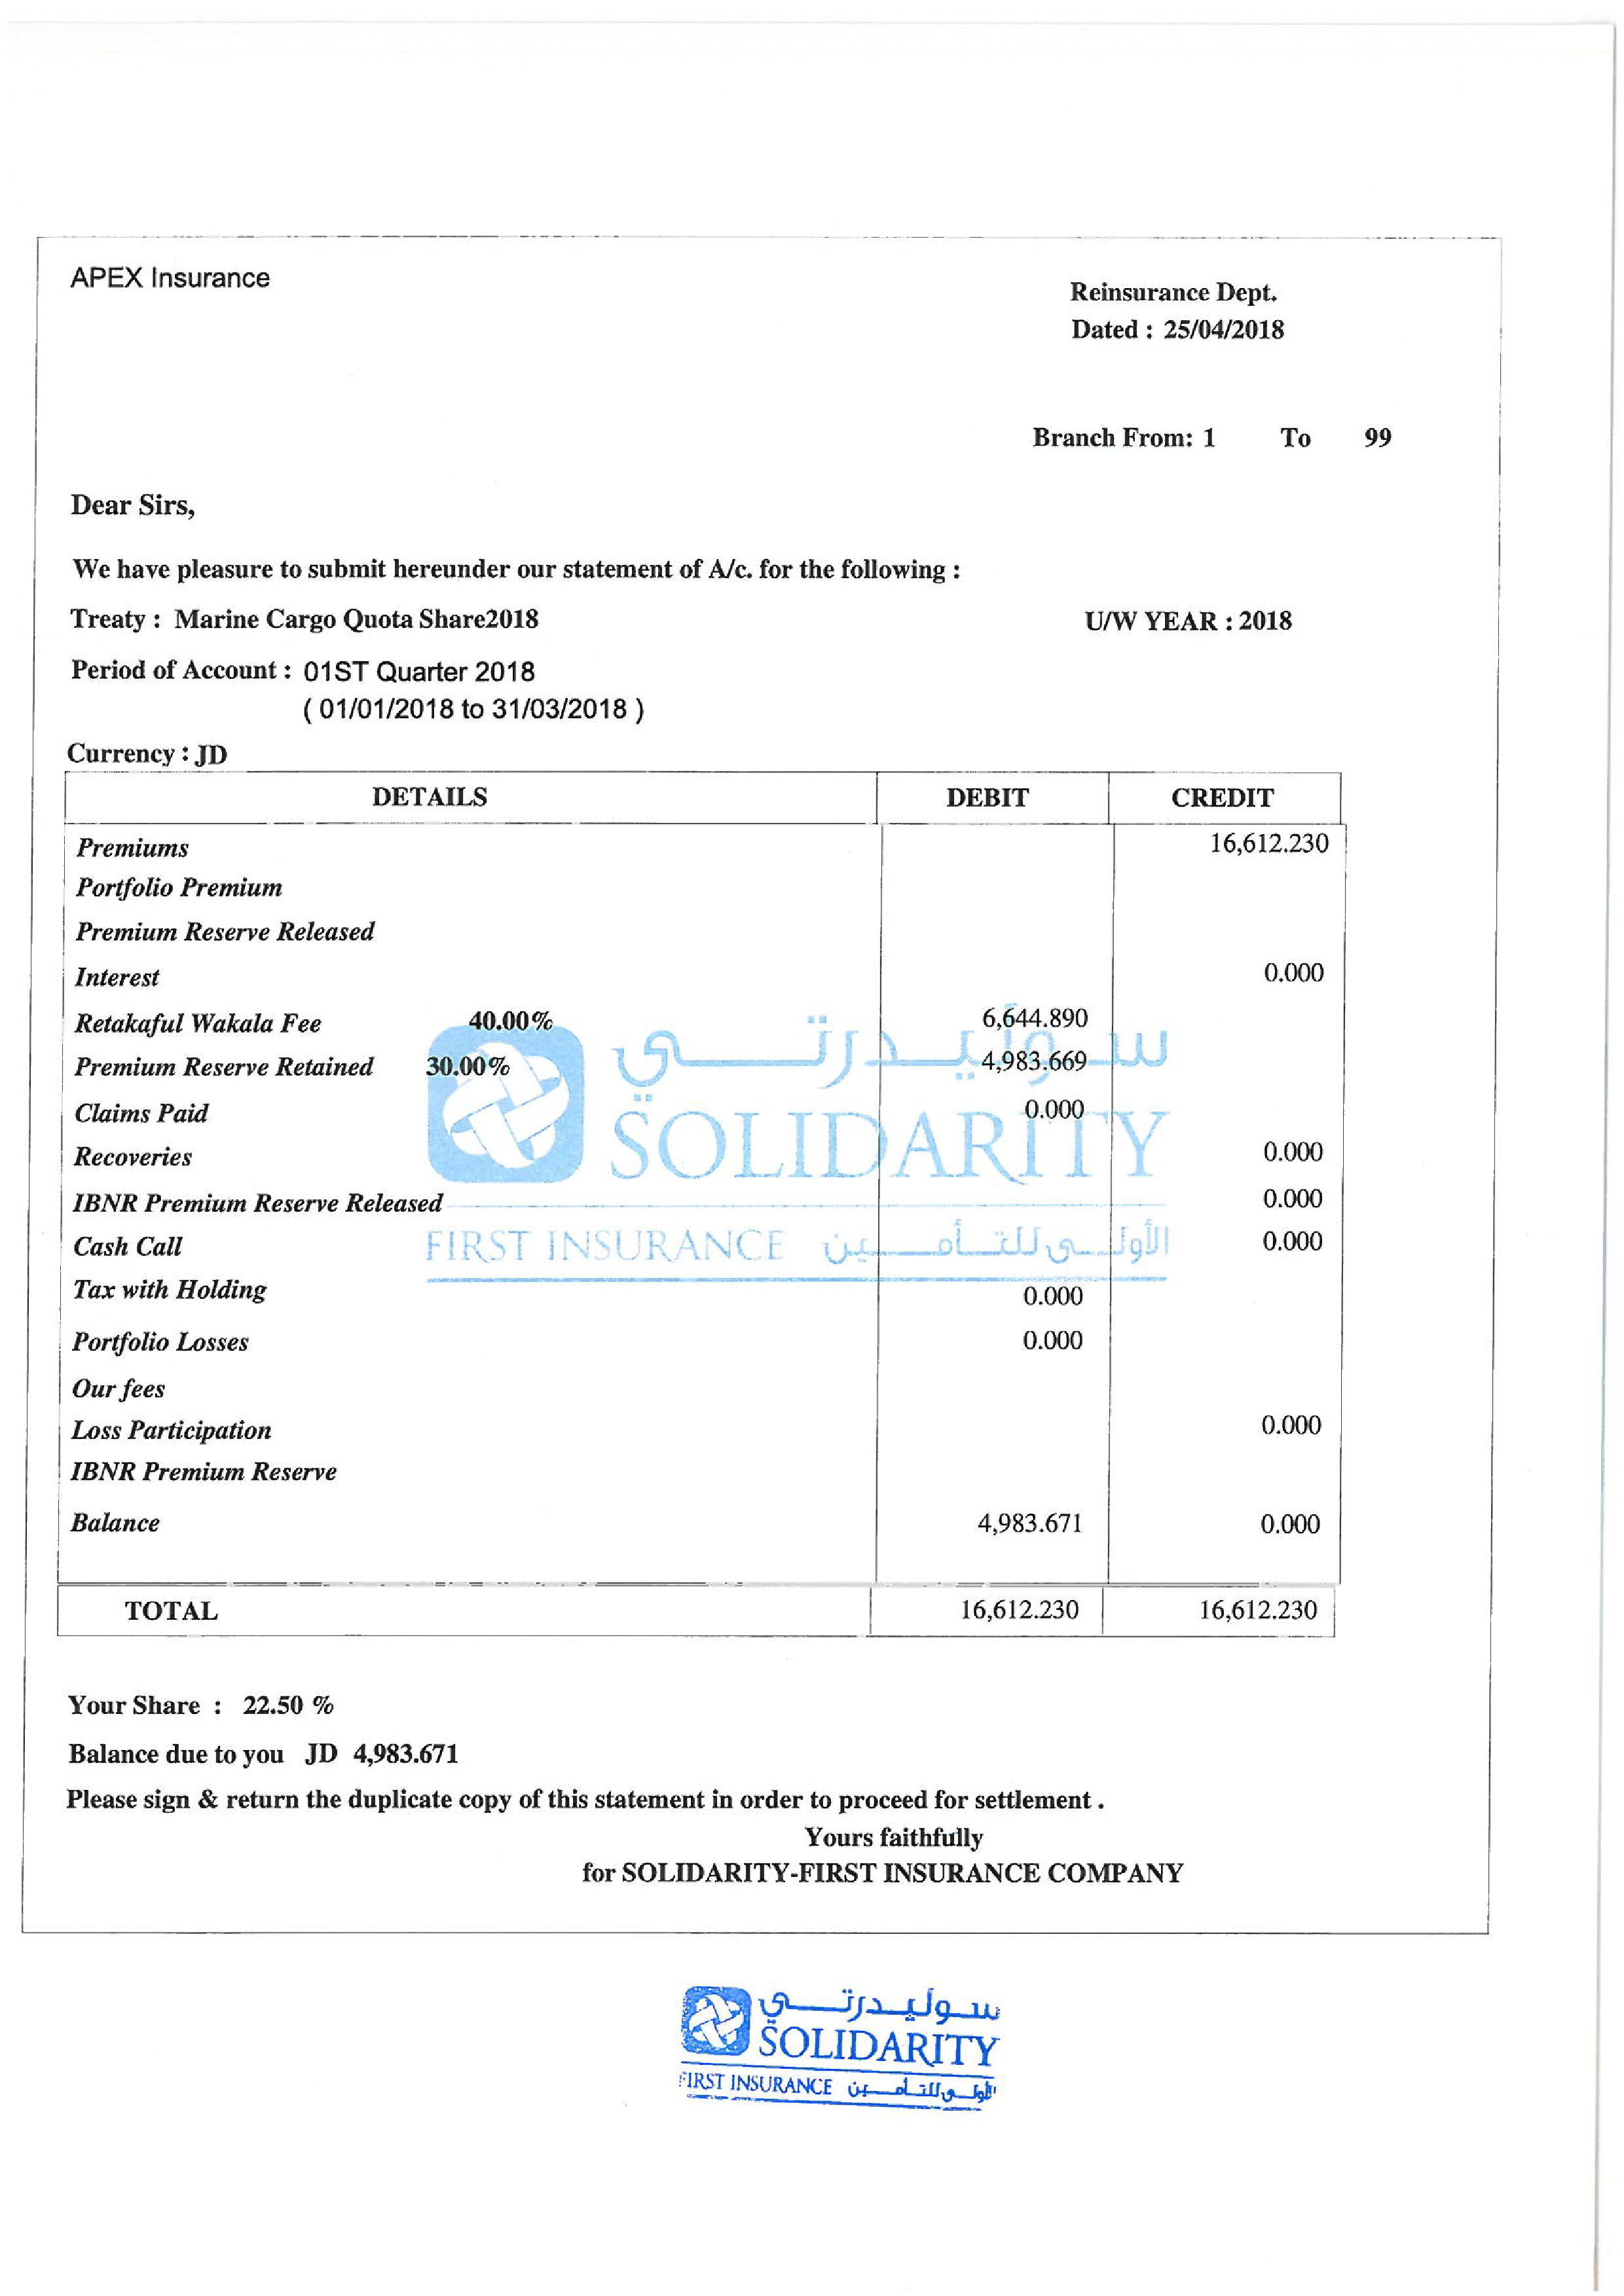 APEX Insurance
Reinsurance Dept.
Dated : 25/04/2018
Branch From: 1 To 99
Dear Sirs,
We have pleasure to submit hereunder our statement of A/c. for the following :
Treaty : Marine Cargo Quota Share2018 U/W YEAR : 2018
Period of Account : 01ST Quarter 2018
( 01/01/2018 to 31/03/2018 )
Currency : JD
DETAILS DEBIT CREDIT
Premiums 16,612.230
Portfolio Premium
Premium Reserve Released
Interest 0.000
Retakaful Wakala Fee 40.00% 6,644.890
Premium Reserve Retained 30.00% 4,983.669
Claims Paid 0.000
Recoveries 0.000
IBNR Premium Reserve Released 0.000
Cash Call 0.000
Tax with Holding 0.000
Portfolio Losses 0.000
Our fees
Loss Participation 0.000
IBNR Premium Reserve
Balance 4,983.671 0.000
TOTAL 16,612.230 16,612.230
سوليدرتي
SOLIDARITY
FIRST INSURANCE الأولى للتأمين
Your Share : 22.50 %
Balance due to you JD 4,983.671
Please sign & return the duplicate copy of this statement in order to proceed for settlement .
Yours faithfully
for SOLIDARITY-FIRST INSURANCE COMPANY
سوليدرتي
SOLIDARITY
FIRST INSURANCE الأولى للتأمين